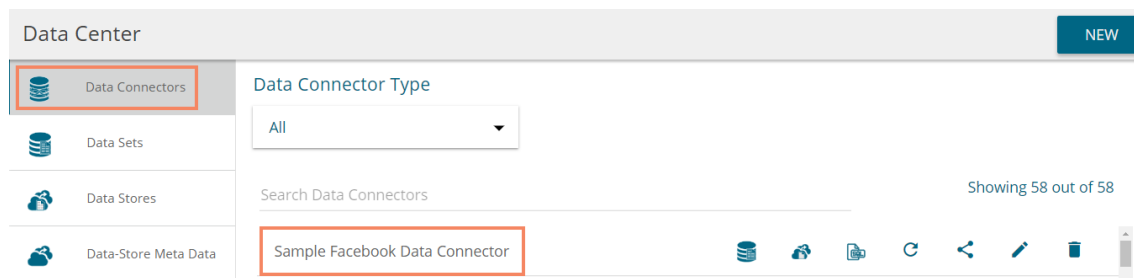 Data Center
NEW
Data Connectors
Data Sets
Data Stores
Data-Store Meta Data
Data Connector Type
All
Search Data Connectors
Showing 58 out of 58
Sample Facebook Data Connector